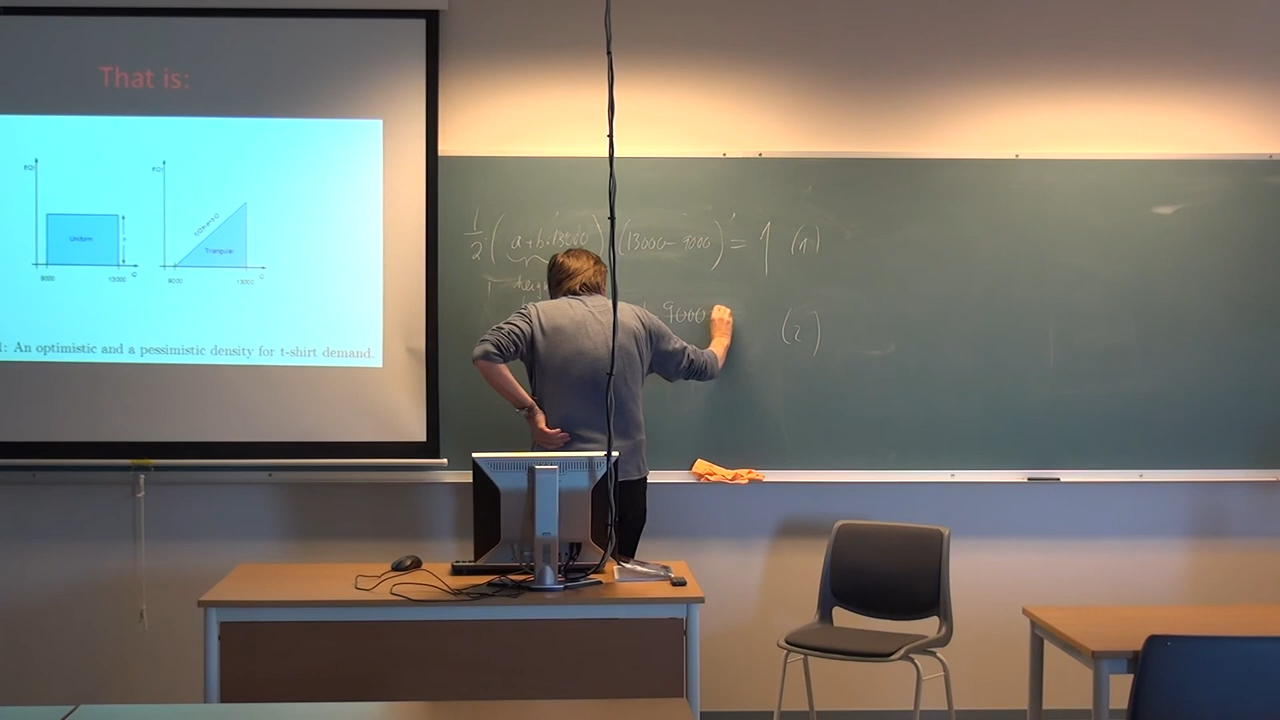 That is:
Uniform
Triangular
9000 13000 9000 13000
1: An optimistic and a pessimistic density for t-shirt demand.
1/2 (a+b·13000) (13000-9000) = 1 (1)
9000 (2)